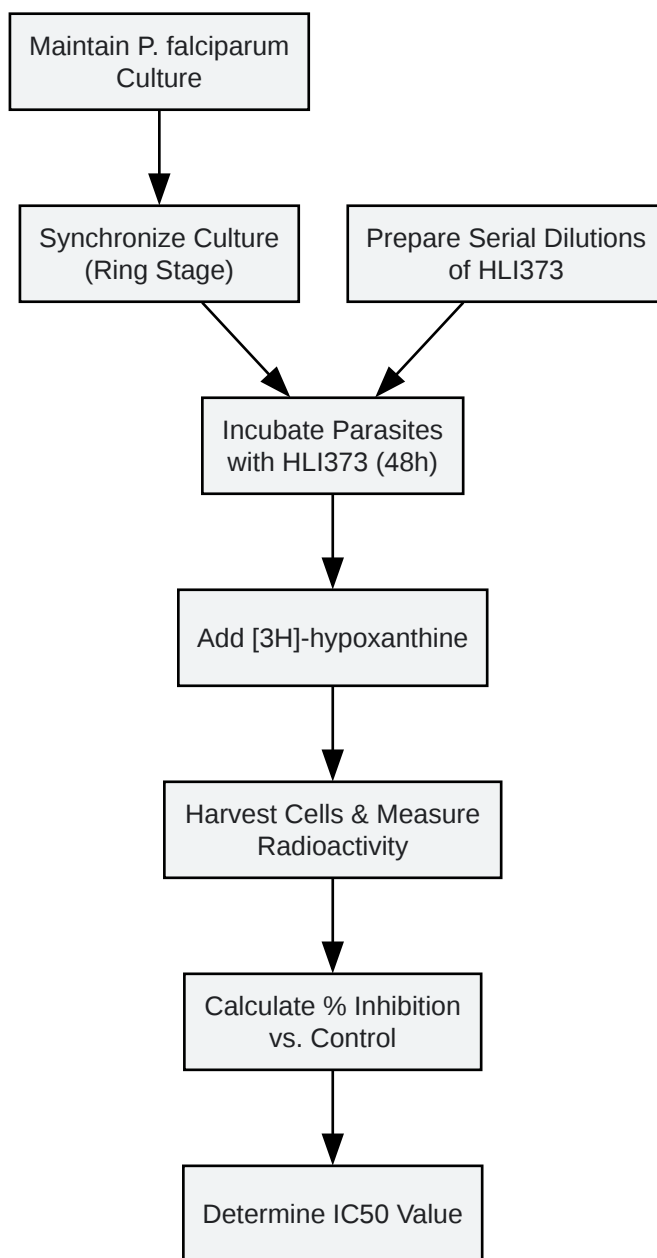 Maintain P. falciparum
Culture
Synchronize Culture
(Ring Stage)
Prepare Serial Dilutions
of HLI373
Incubate Parasites
with HLI373 (48h)
Add [3H]-hypoxanthine
Harvest Cells & Measure
Radioactivity
Calculate % Inhibition
vs. Control
Determine IC50 Value